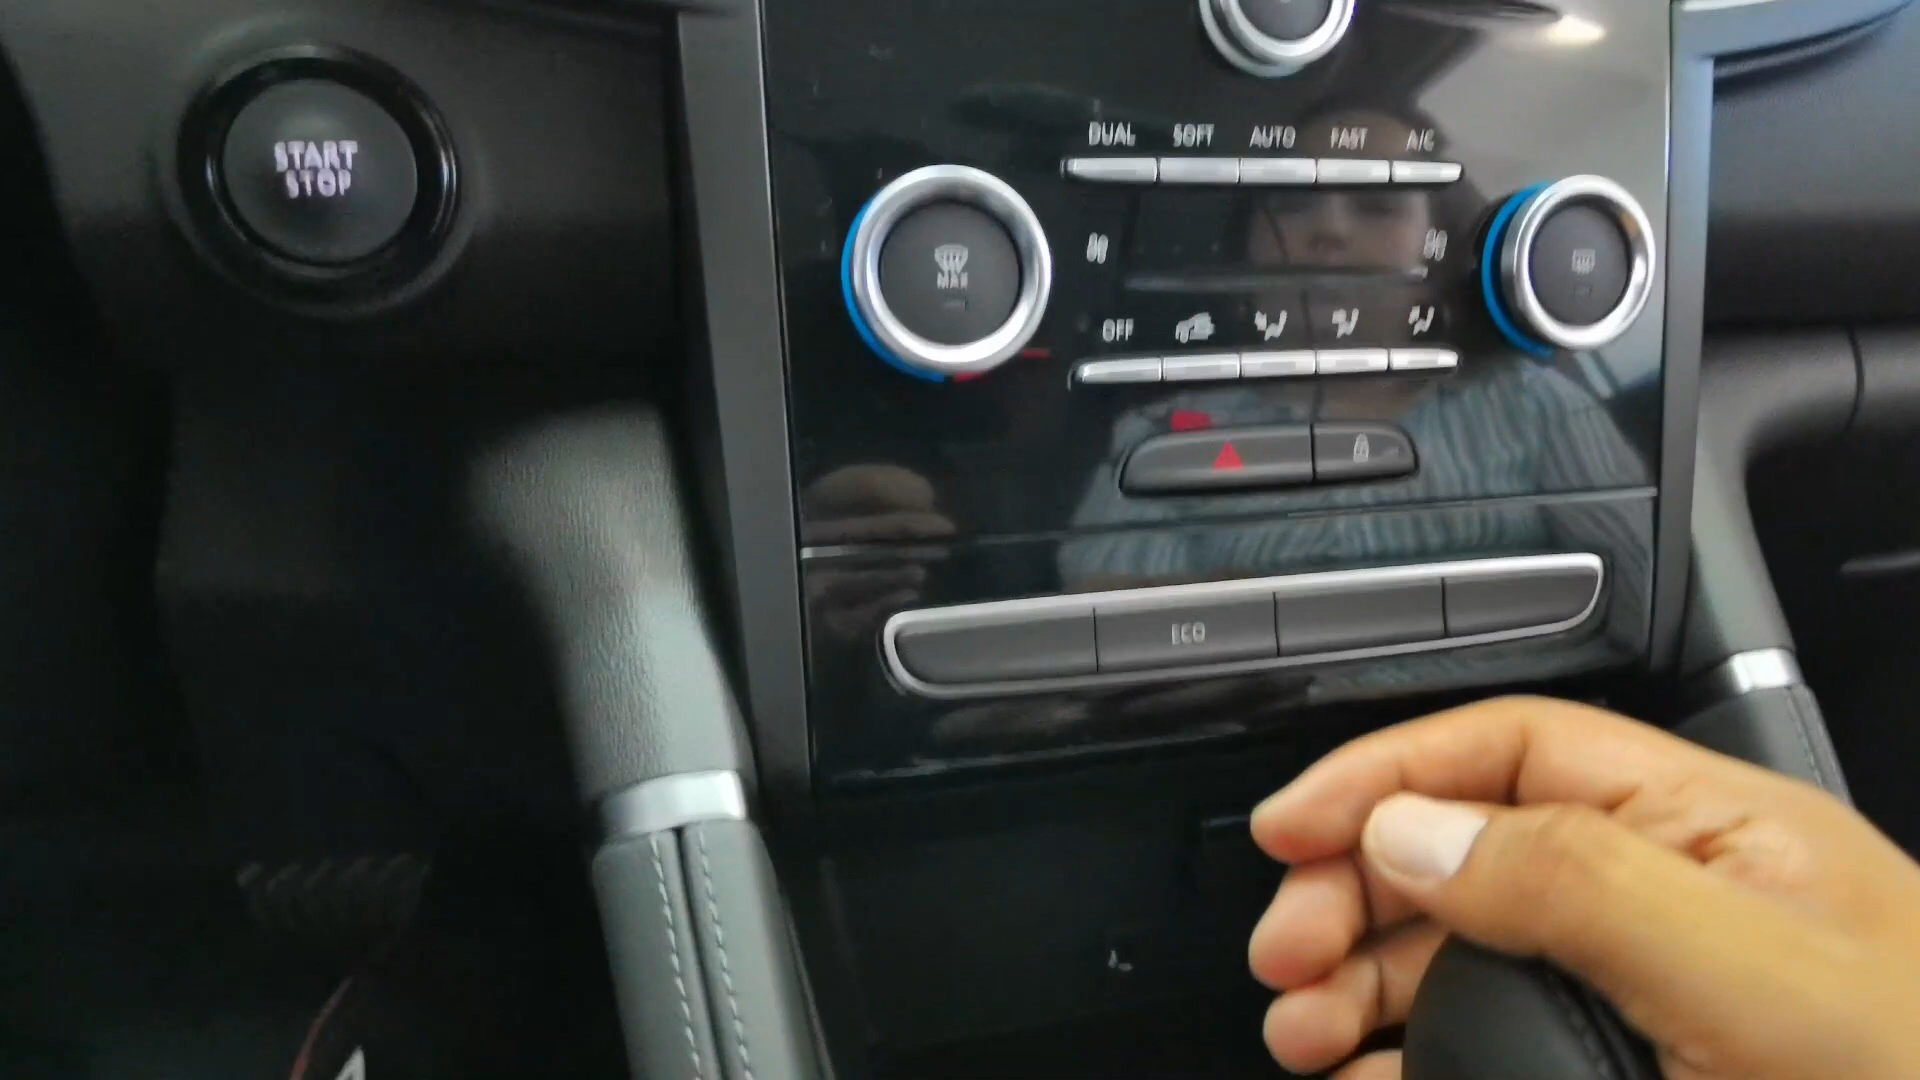 START
STOP
DUAL SOFT AUTO FAST A/C
MAX
OFF
ECO